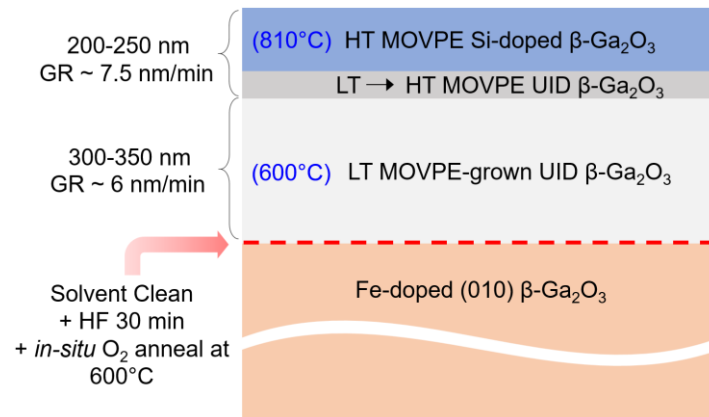 200-250 nm
GR ~ 7.5 nm/min
(810°C) HT MOVPE Si-doped β-Ga₂O₃
LT → HT MOVPE UID β-Ga₂O₃
300-350 nm
GR ~ 6 nm/min
(600°C) LT MOVPE-grown UID β-Ga₂O₃
Solvent Clean
+ HF 30 min
+ in-situ O₂ anneal at
600°C
Fe-doped (010) β-Ga₂O₃